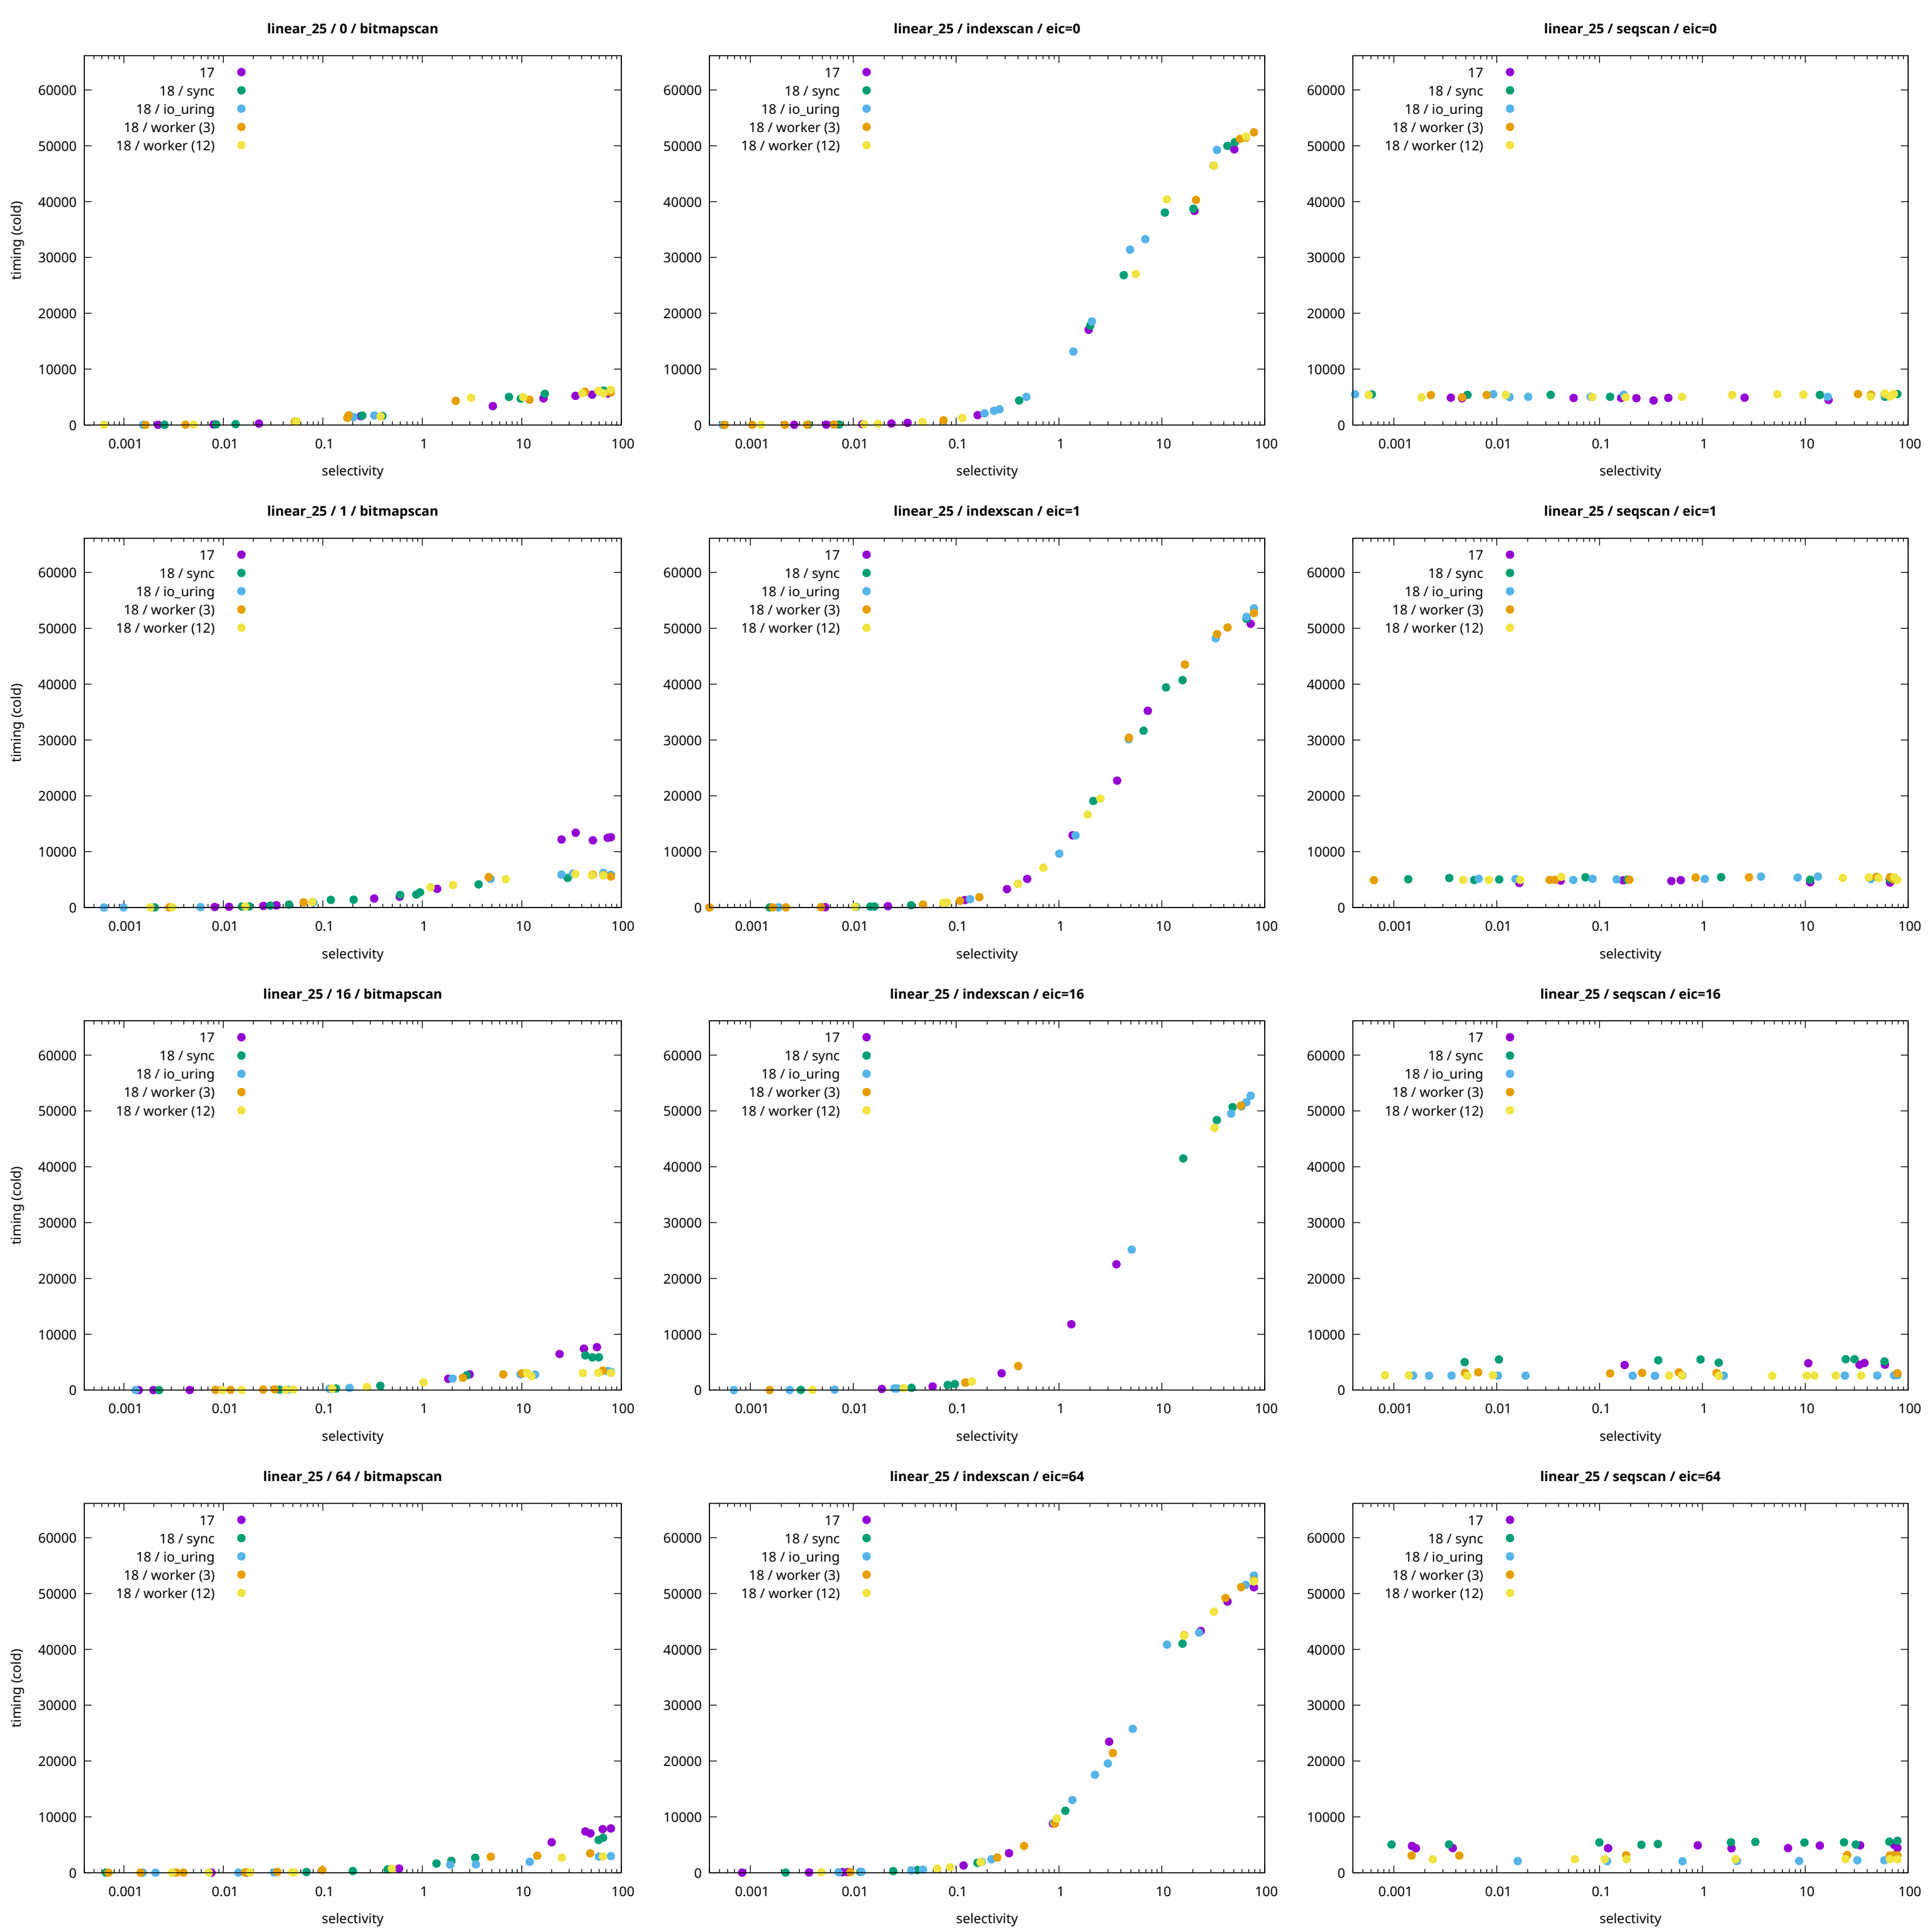 linear_25 / 0 / bitmapscan
timing (cold)
60000
50000
40000
30000
20000
10000
0
17
18 / sync
18 / io_uring
18 / worker (3)
18 / worker (12)
0.001 0.01 0.1 1 10 100
selectivity
linear_25 / indexscan / eic=0
60000
50000
40000
30000
20000
10000
0
17
18 / sync
18 / io_uring
18 / worker (3)
18 / worker (12)
0.001 0.01 0.1 1 10 100
selectivity
linear_25 / seqscan / eic=0
60000
50000
40000
30000
20000
10000
0
17
18 / sync
18 / io_uring
18 / worker (3)
18 / worker (12)
0.001 0.01 0.1 1 10 100
selectivity
linear_25 / 1 / bitmapscan
timing (cold)
60000
50000
40000
30000
20000
10000
0
17
18 / sync
18 / io_uring
18 / worker (3)
18 / worker (12)
0.001 0.01 0.1 1 10 100
selectivity
linear_25 / indexscan / eic=1
60000
50000
40000
30000
20000
10000
0
17
18 / sync
18 / io_uring
18 / worker (3)
18 / worker (12)
0.001 0.01 0.1 1 10 100
selectivity
linear_25 / seqscan / eic=1
60000
50000
40000
30000
20000
10000
0
17
18 / sync
18 / io_uring
18 / worker (3)
18 / worker (12)
0.001 0.01 0.1 1 10 100
selectivity
linear_25 / 16 / bitmapscan
timing (cold)
60000
50000
40000
30000
20000
10000
0
17
18 / sync
18 / io_uring
18 / worker (3)
18 / worker (12)
0.001 0.01 0.1 1 10 100
selectivity
linear_25 / indexscan / eic=16
60000
50000
40000
30000
20000
10000
0
17
18 / sync
18 / io_uring
18 / worker (3)
18 / worker (12)
0.001 0.01 0.1 1 10 100
selectivity
linear_25 / seqscan / eic=16
60000
50000
40000
30000
20000
10000
0
17
18 / sync
18 / io_uring
18 / worker (3)
18 / worker (12)
0.001 0.01 0.1 1 10 100
selectivity
linear_25 / 64 / bitmapscan
timing (cold)
60000
50000
40000
30000
20000
10000
0
17
18 / sync
18 / io_uring
18 / worker (3)
18 / worker (12)
0.001 0.01 0.1 1 10 100
selectivity
linear_25 / indexscan / eic=64
60000
50000
40000
30000
20000
10000
0
17
18 / sync
18 / io_uring
18 / worker (3)
18 / worker (12)
0.001 0.01 0.1 1 10 100
selectivity
linear_25 / seqscan / eic=64
60000
50000
40000
30000
20000
10000
0
17
18 / sync
18 / io_uring
18 / worker (3)
18 / worker (12)
0.001 0.01 0.1 1 10 100
selectivity